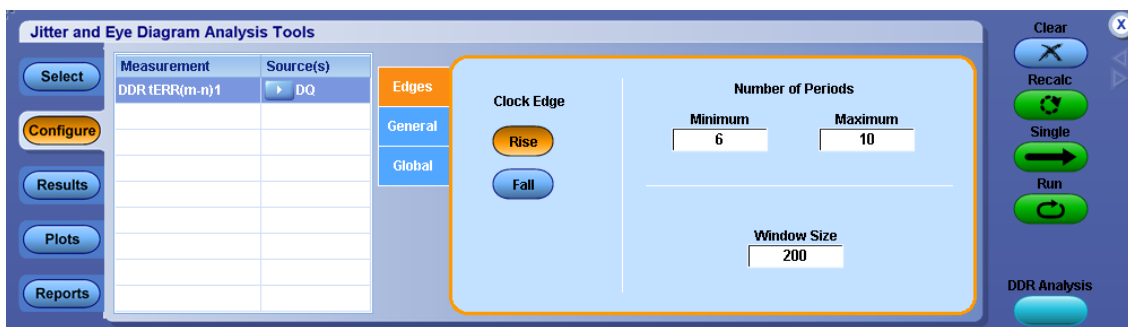 Jitter and Eye Diagram Analysis Tools
Clear
X
Select
Configure
Results
Plots
Reports
Measurement Source(s)
DDR tERR(m-n)1 DQ
Edges
General
Global
Clock Edge
Rise
Fall
Number of Periods
Minimum Maximum
6 10
Window Size
200
Recalc
Single
Run
DDR Analysis